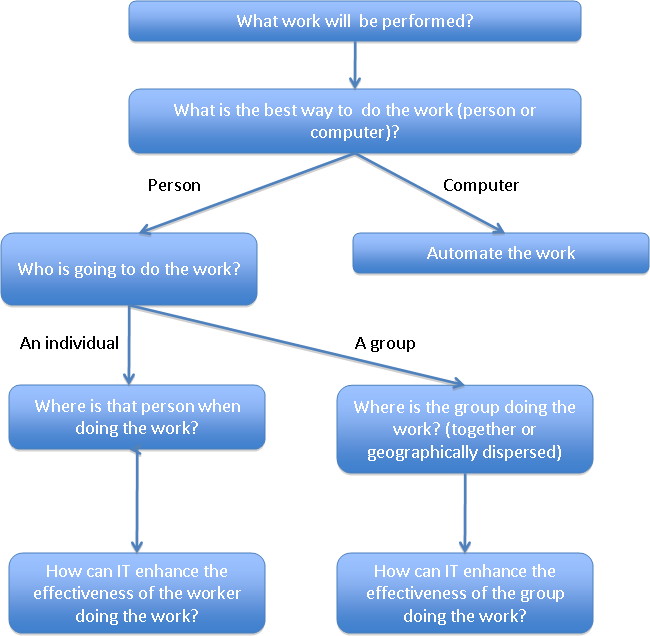 What work will be performed?
What is the best way to do the work (person or
computer)?
Person
Computer
Who is going to do the work?
Automate the work
An individual
A group
Where is that person when
doing the work?
Where is the group doing the
work? (together or
geographically dispersed)
How can IT enhance the
effectiveness of the worker
doing the work?
How can IT enhance the
effectiveness of the group
doing the work?